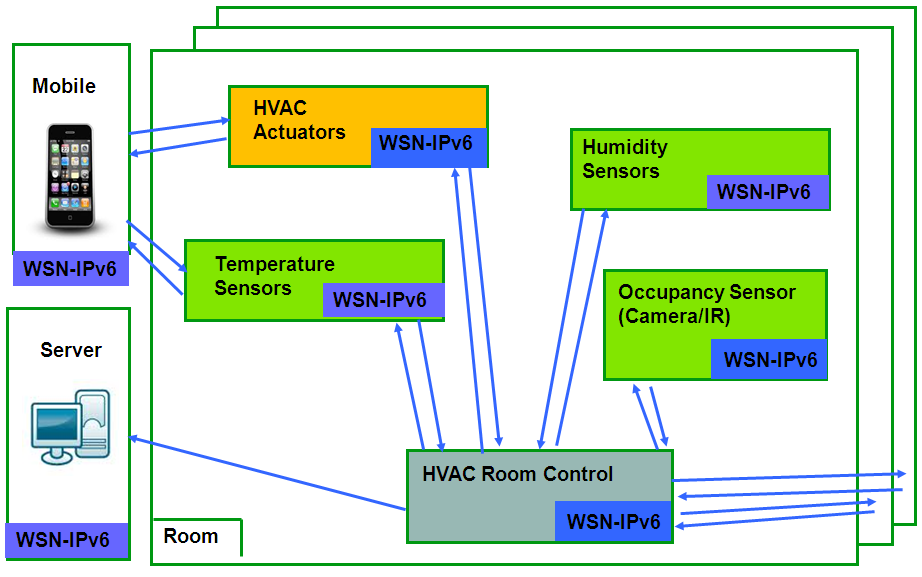 Mobile
WSN-IPv6
Server
WSN-IPv6
HVAC
Actuators
WSN-IPv6
Humidity
Sensors
WSN-IPv6
Temperature
Sensors
WSN-IPv6
Occupancy Sensor
(Camera/IR)
WSN-IPv6
HVAC Room Control
WSN-IPv6
Room